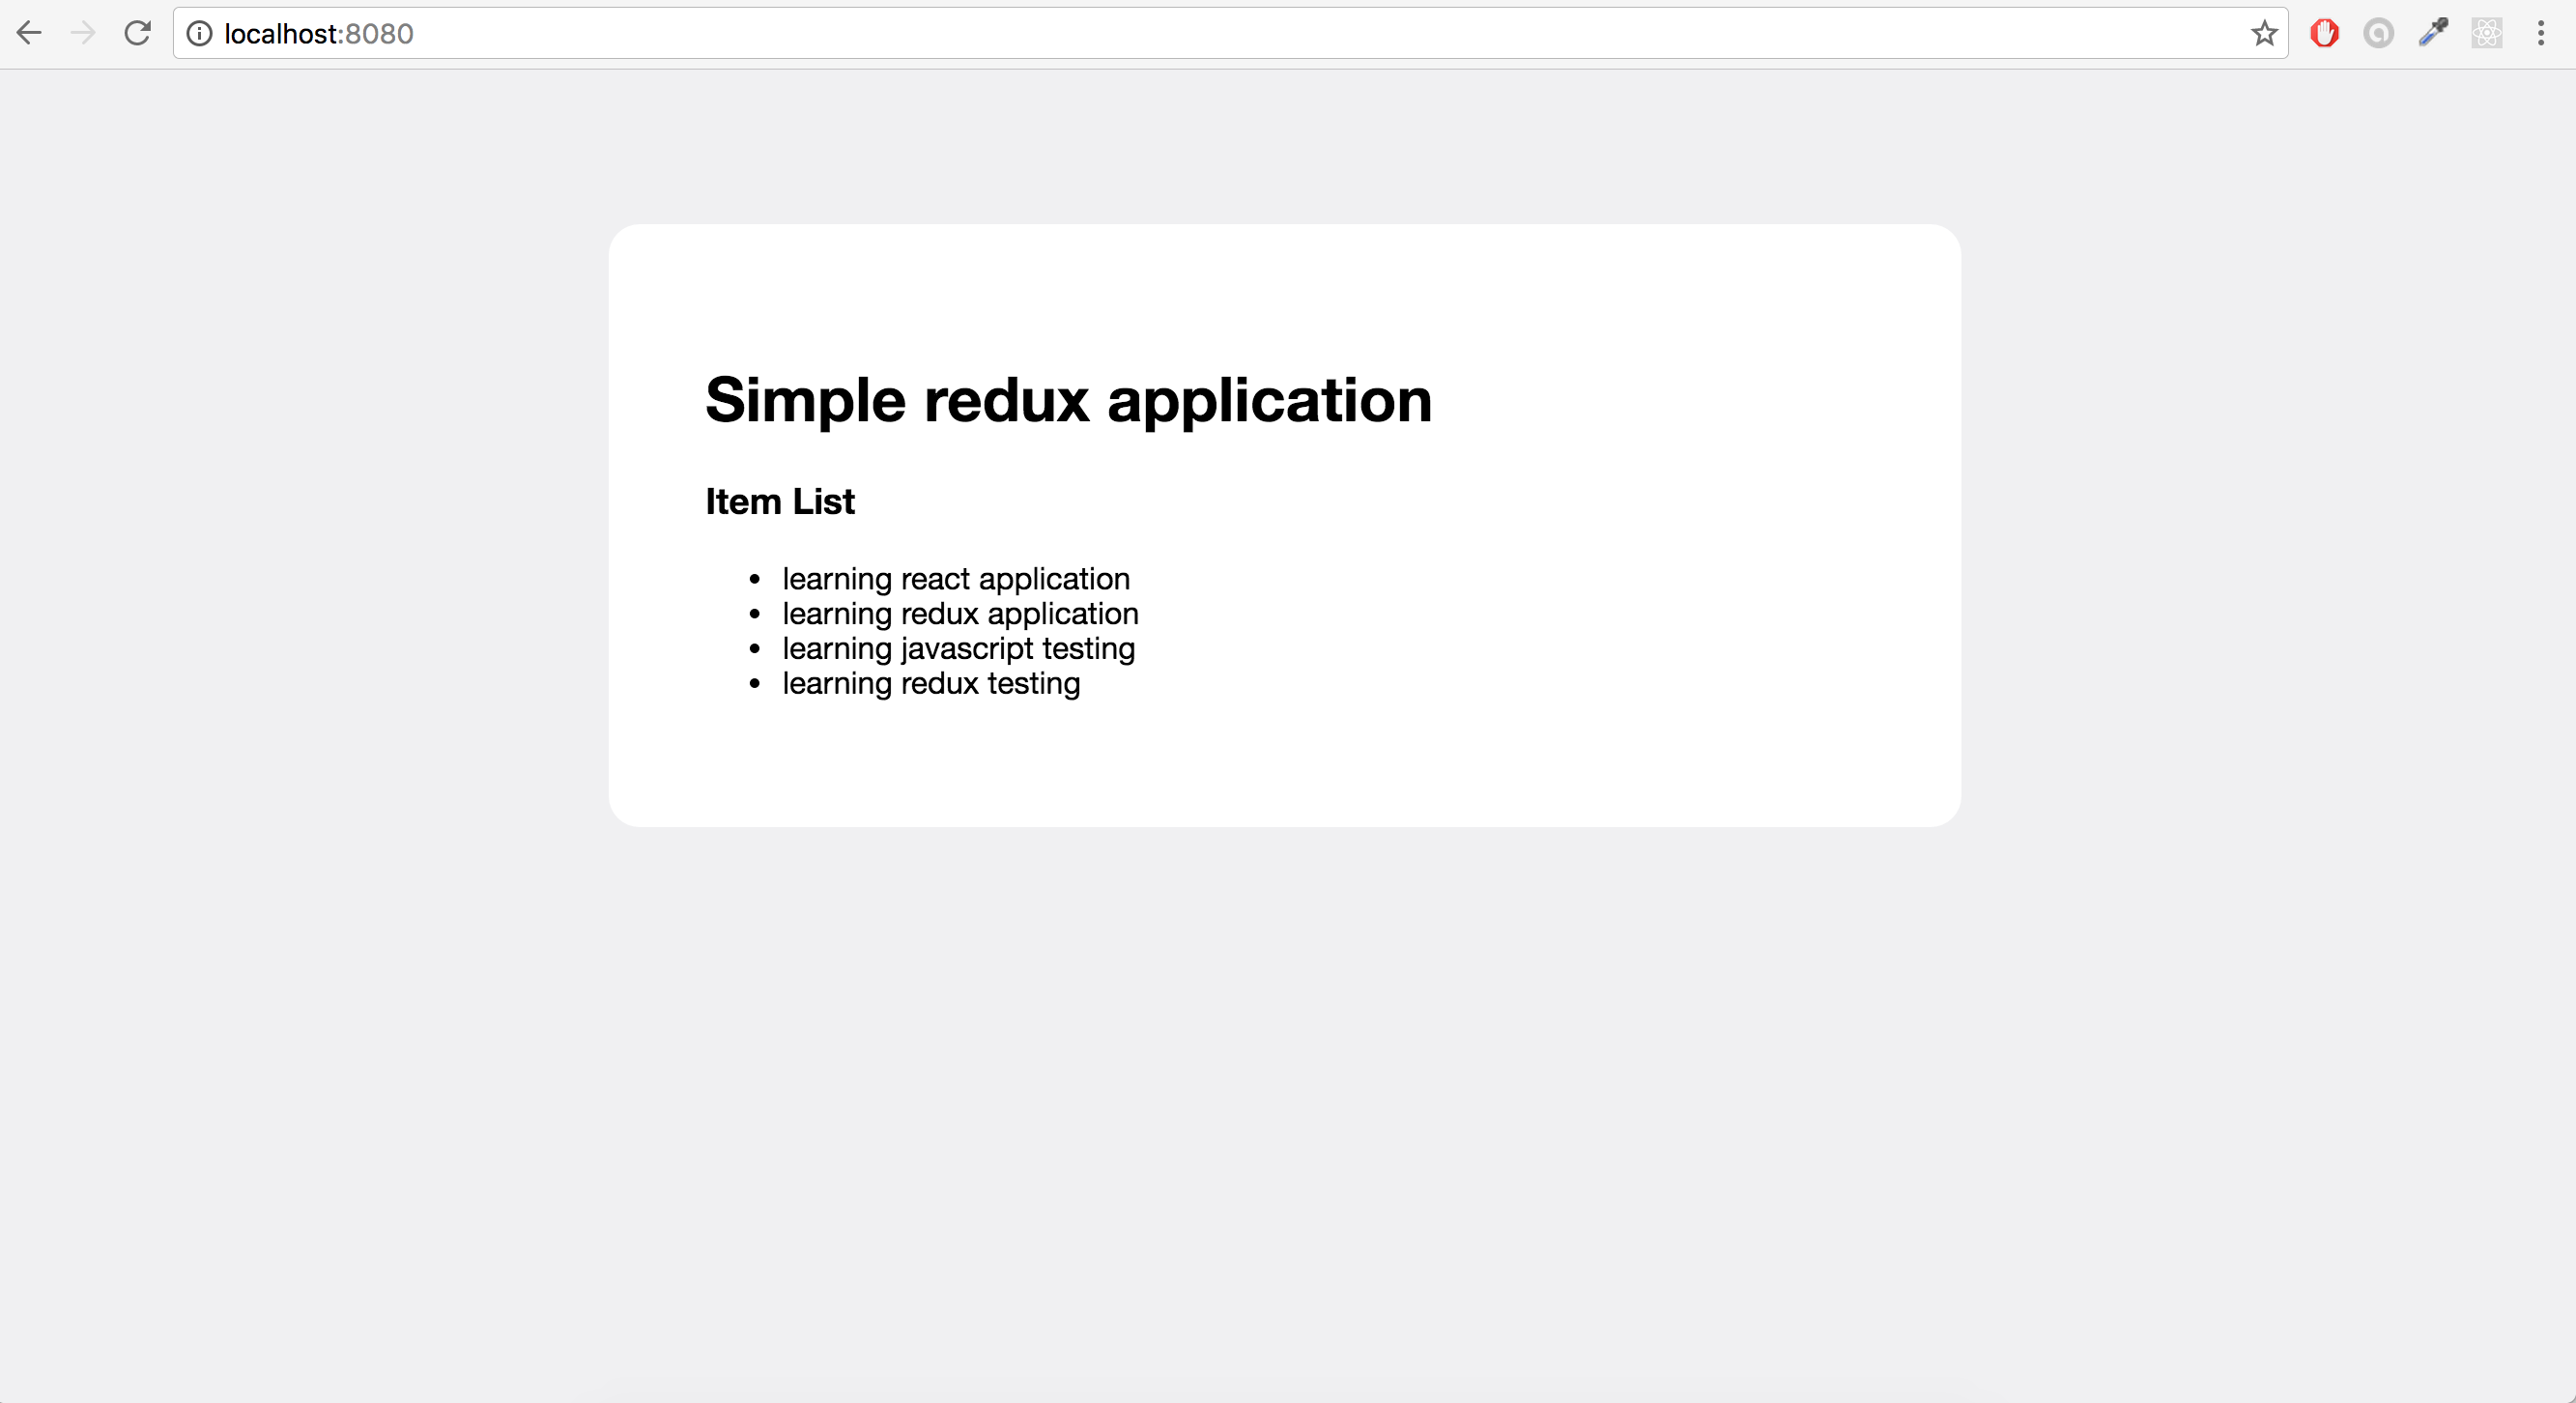 localhost:8080
Simple redux application
Item List
learning react application
learning redux application
learning javascript testing
learning redux testing